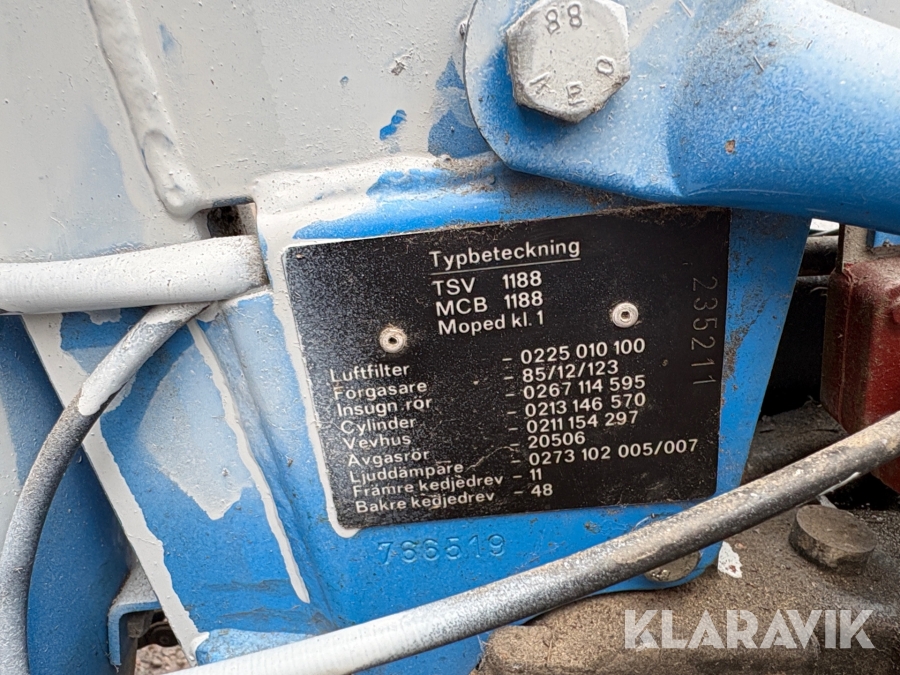 8.8
Typbeteckning
TSV 1188
MCB 1188
Moped kl. 1
235211
Luftfilter - 0225 010 100
Förgasare - 85/12/123
Insugn rör - 0267 114 595
Cylinder - 0213 146 570
Vevhus - 0211 154 297
Avgasrör - 20506
Ljuddämpare - 0273 102 005/007
Främre kedjedrev - 11
Bakre kedjedrev - 48
766519
KLARAVIK